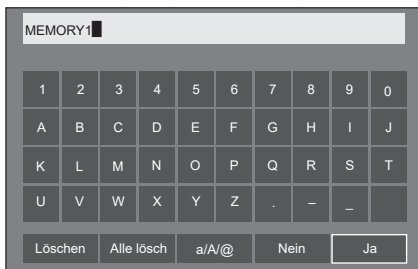 MEMORY1
1 2 3 4 5 6 7 8 9 0
A B C D E F G H I J
K L M N O P Q R S T
U V W X Y Z . – _
Löschen Alle lösch a/A/@ Nein Ja